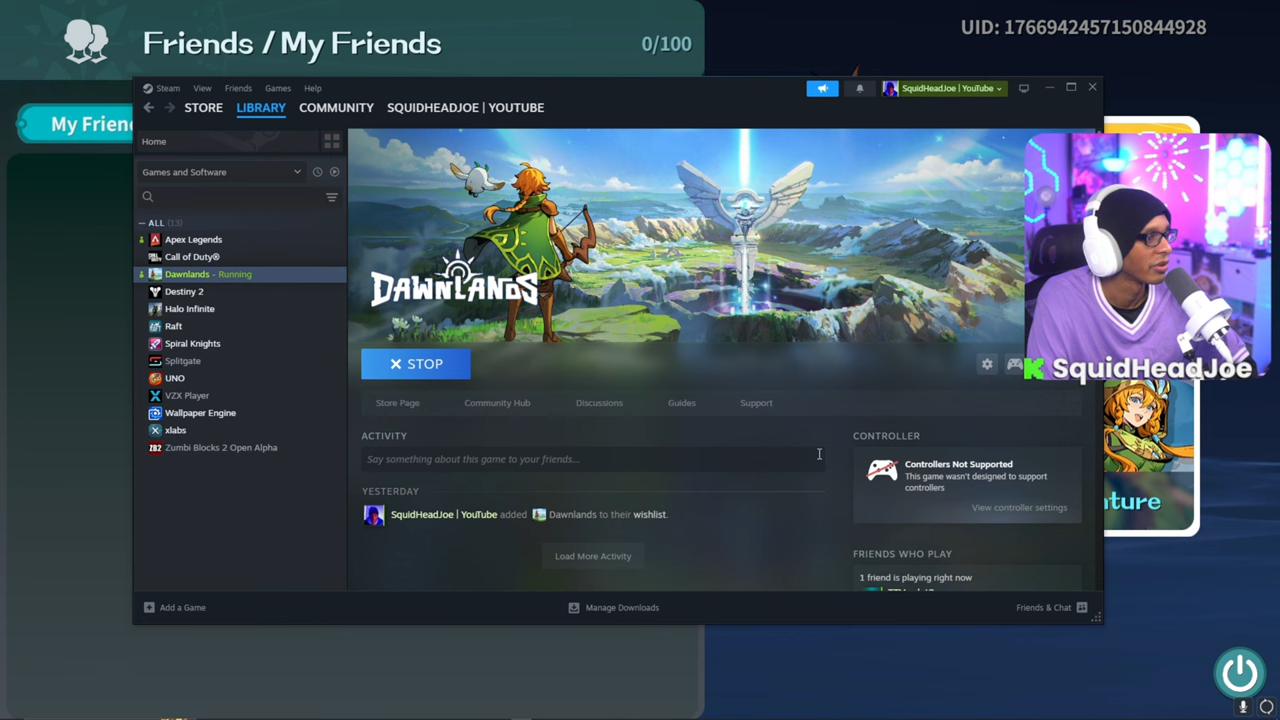 Friends / My Friends
0/100
UID: 1766942457150844928
My Frien
Steam View Friends Games Help
SquidHeadJoe | YouTube
STORE LIBRARY COMMUNITY SQUIDHEADJOE | YOUTUBE
Home
Games and Software
ALL (13)
Apex Legends
Call of Duty®
Dawnlands - Running
Destiny 2
Halo Infinite
Raft
Spiral Knights
Splitgate
UNO
VZX Player
Wallpaper Engine
xlabs
Zumbi Blocks 2 Open Alpha
DAWNLANDS
STOP
Store Page Community Hub Discussions Guides Support
ACTIVITY
Say something about this game to your friends...
YESTERDAY
SquidHeadJoe | YouTube added Dawnlands to their wishlist.
Load More Activity
CONTROLLER
Controllers Not Supported
This game wasn't designed to support
controllers
View controller settings
FRIENDS WHO PLAY
1 friend is playing right now
K SquidHeadJoe
ture
Add a Game
Manage Downloads
Friends & Chat